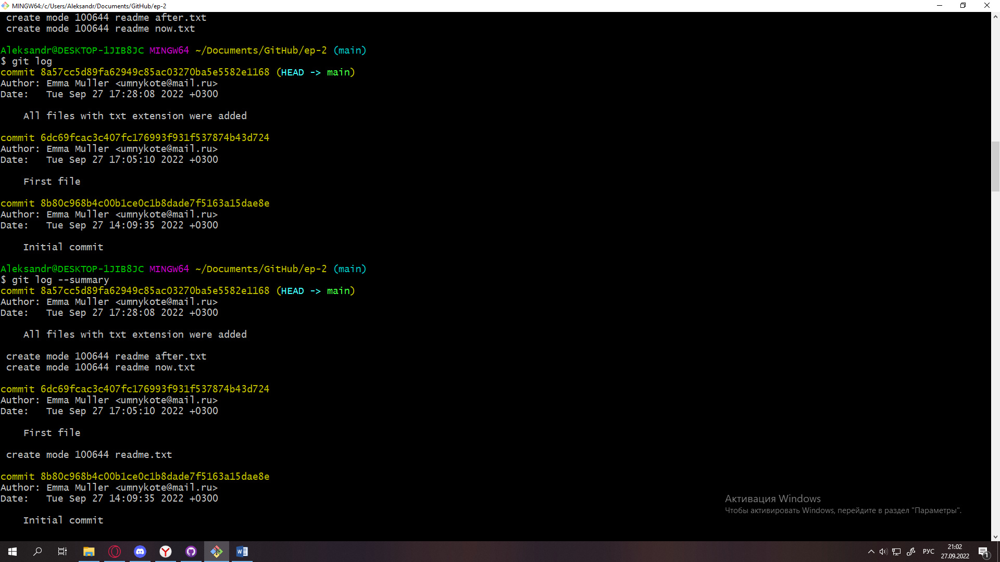 MINGW64:/c/Users/Aleksandr/Documents/GitHub/ep-2
create mode 100644 readme after.txt
create mode 100644 readme now.txt
Aleksandr@DESKTOP-1JIB8JC MINGW64 ~/Documents/GitHub/ep-2 (main)
$ git log
commit 8a57cc5d89fa62949c85ac03270ba5e5582e1168 (HEAD -> main)
Author: Emma Muller <umnykote@mail.ru>
Date:   Tue Sep 27 17:28:08 2022 +0300
All files with txt extension were added
commit 6dc69fcac3c407fc176993f931f537874b43d724
Author: Emma Muller <umnykote@mail.ru>
Date:   Tue Sep 27 17:05:10 2022 +0300
First file
commit 8b80c968b4c00b1ce0c1b8dade7f5163a15dae8e
Author: Emma Muller <umnykote@mail.ru>
Date:   Tue Sep 27 14:09:35 2022 +0300
Initial commit
Aleksandr@DESKTOP-1JIB8JC MINGW64 ~/Documents/GitHub/ep-2 (main)
$ git log --summary
commit 8a57cc5d89fa62949c85ac03270ba5e5582e1168 (HEAD -> main)
Author: Emma Muller <umnykote@mail.ru>
Date:   Tue Sep 27 17:28:08 2022 +0300
All files with txt extension were added
create mode 100644 readme after.txt
create mode 100644 readme now.txt
commit 6dc69fcac3c407fc176993f931f537874b43d724
Author: Emma Muller <umnykote@mail.ru>
Date:   Tue Sep 27 17:05:10 2022 +0300
First file
create mode 100644 readme.txt
commit 8b80c968b4c00b1ce0c1b8dade7f5163a15dae8e
Author: Emma Muller <umnykote@mail.ru>
Date:   Tue Sep 27 14:09:35 2022 +0300
Initial commit
Активация Windows
Чтобы активировать Windows, перейдите в раздел "Параметры".
РУС
21:02
27.09.2022
1